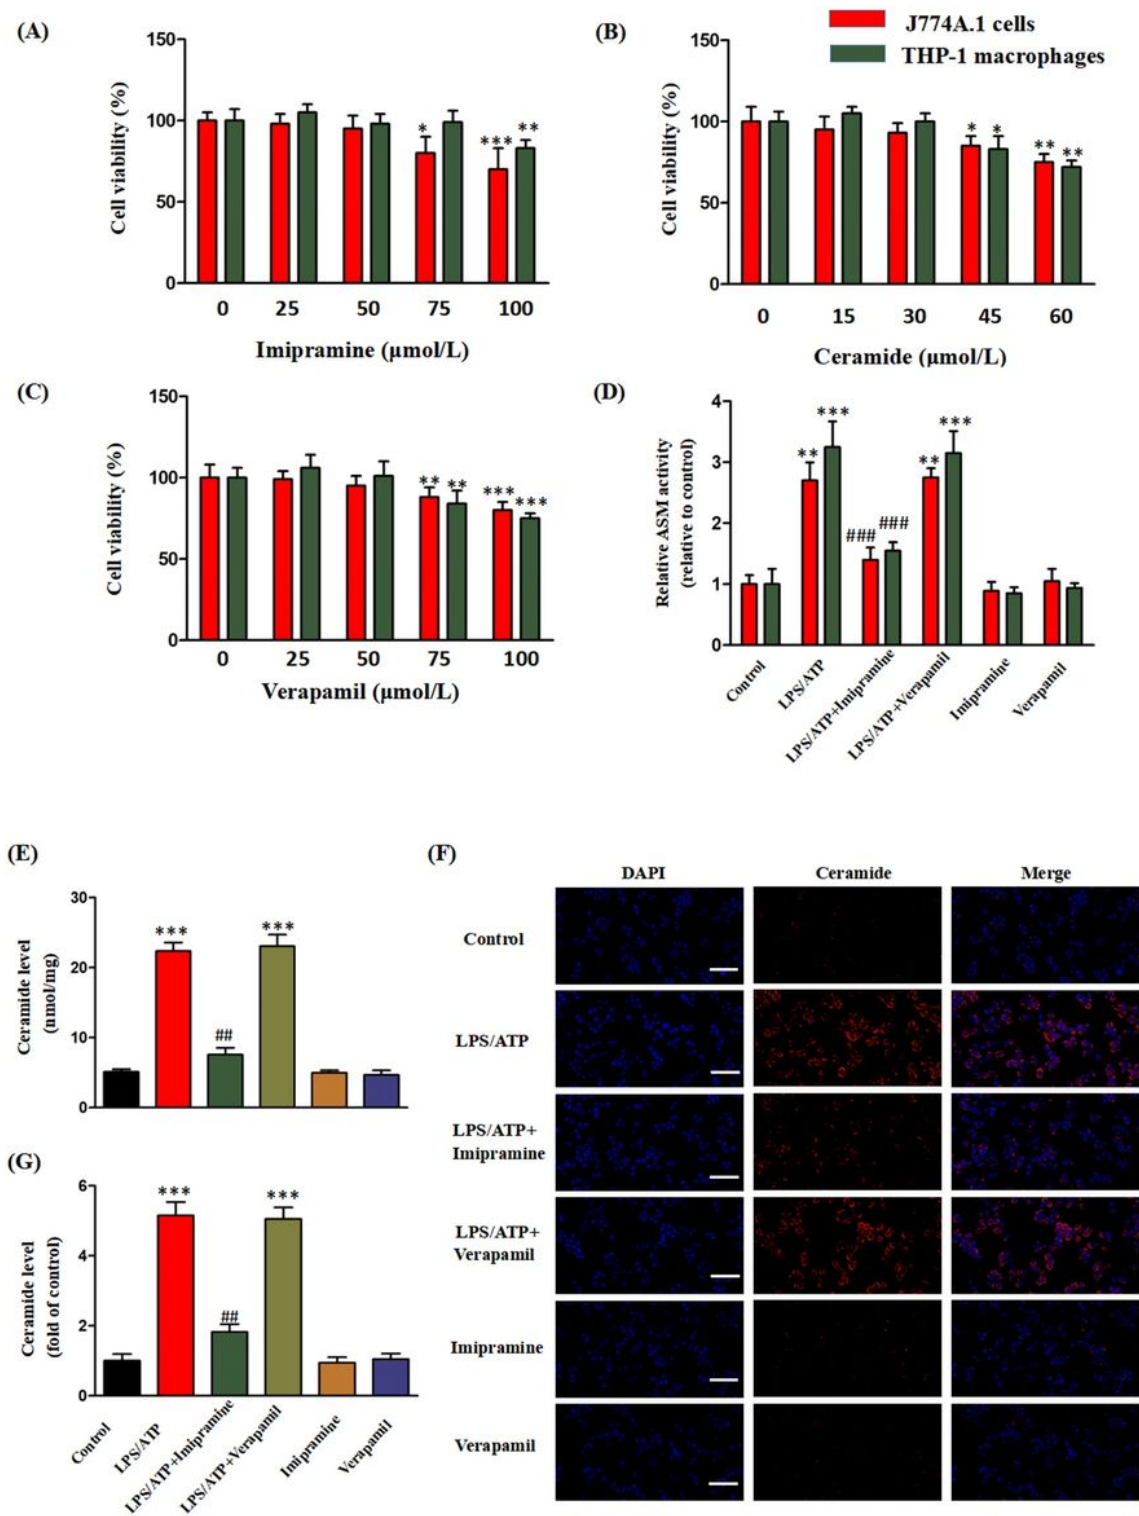 (A)
150
100
50
0
Cell viability (%)
*
***
**
0 25 50 75 100
Imipramine (μmol/L)
(B)
J774A.1 cells
THP-1 macrophages
150
100
50
0
Cell viability (%)
* *
** **
0 15 30 45 60
Ceramide (μmol/L)
(C)
150
100
50
0
Cell viability (%)
** **
*** ***
0 25 50 75 100
Verapamil (μmol/L)
(D)
4
3
2
1
0
Relative ASM activity
(relative to control)
** ***
### ###
** ***
Control
LPS/ATP
LPS/ATP+Imipramine
LPS/ATP+Verapamil
Imipramine
Verapamil
(E)
30
20
10
0
Ceramide level
(nmol/mg)
***
##
***
(G)
6
4
2
0
Ceramide level
(fold of control)
***
##
***
Control
LPS/ATP
LPS/ATP+Imipramine
LPS/ATP+Verapamil
Imipramine
Verapamil
(F)
DAPI Ceramide Merge
Control
LPS/ATP
LPS/ATP+
Imipramine
LPS/ATP+
Verapamil
Imipramine
Verapamil